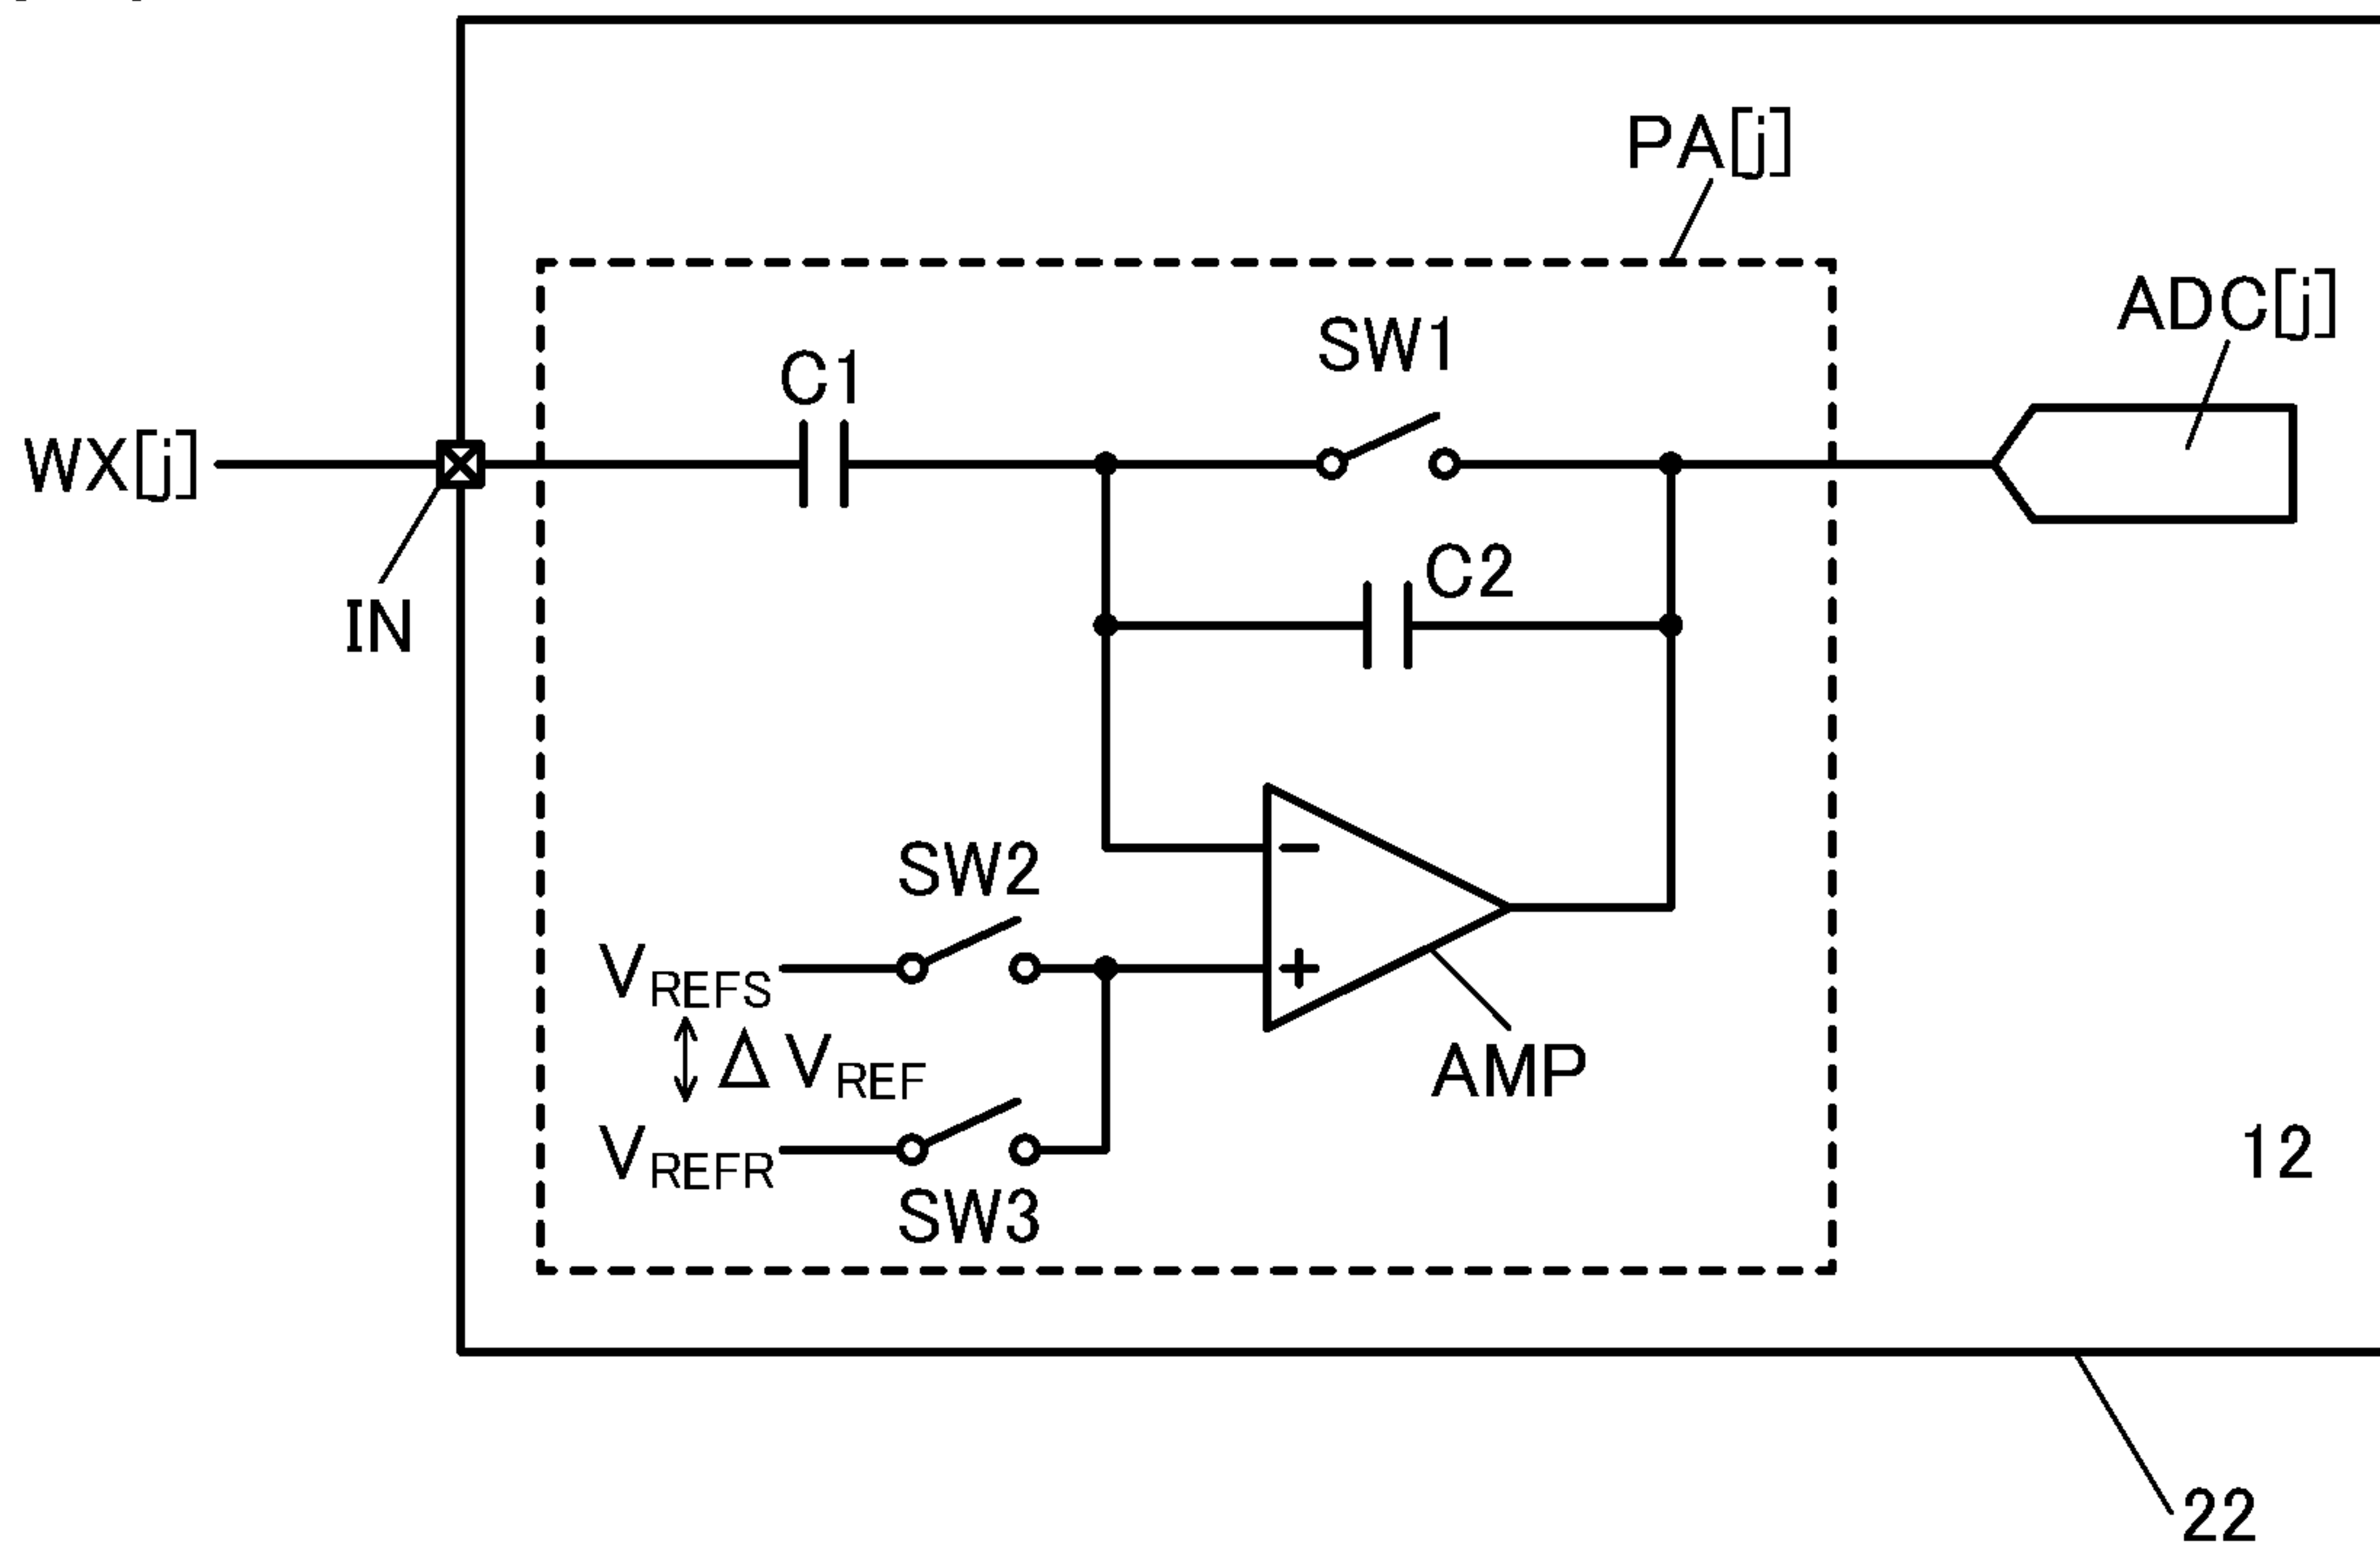 PA[j]
ADC[j]
SW1
C1
WX[j]
C2
IN
SW2
−
VREFS
+
ΔVREF
AMP
VREFR
12
SW3
22